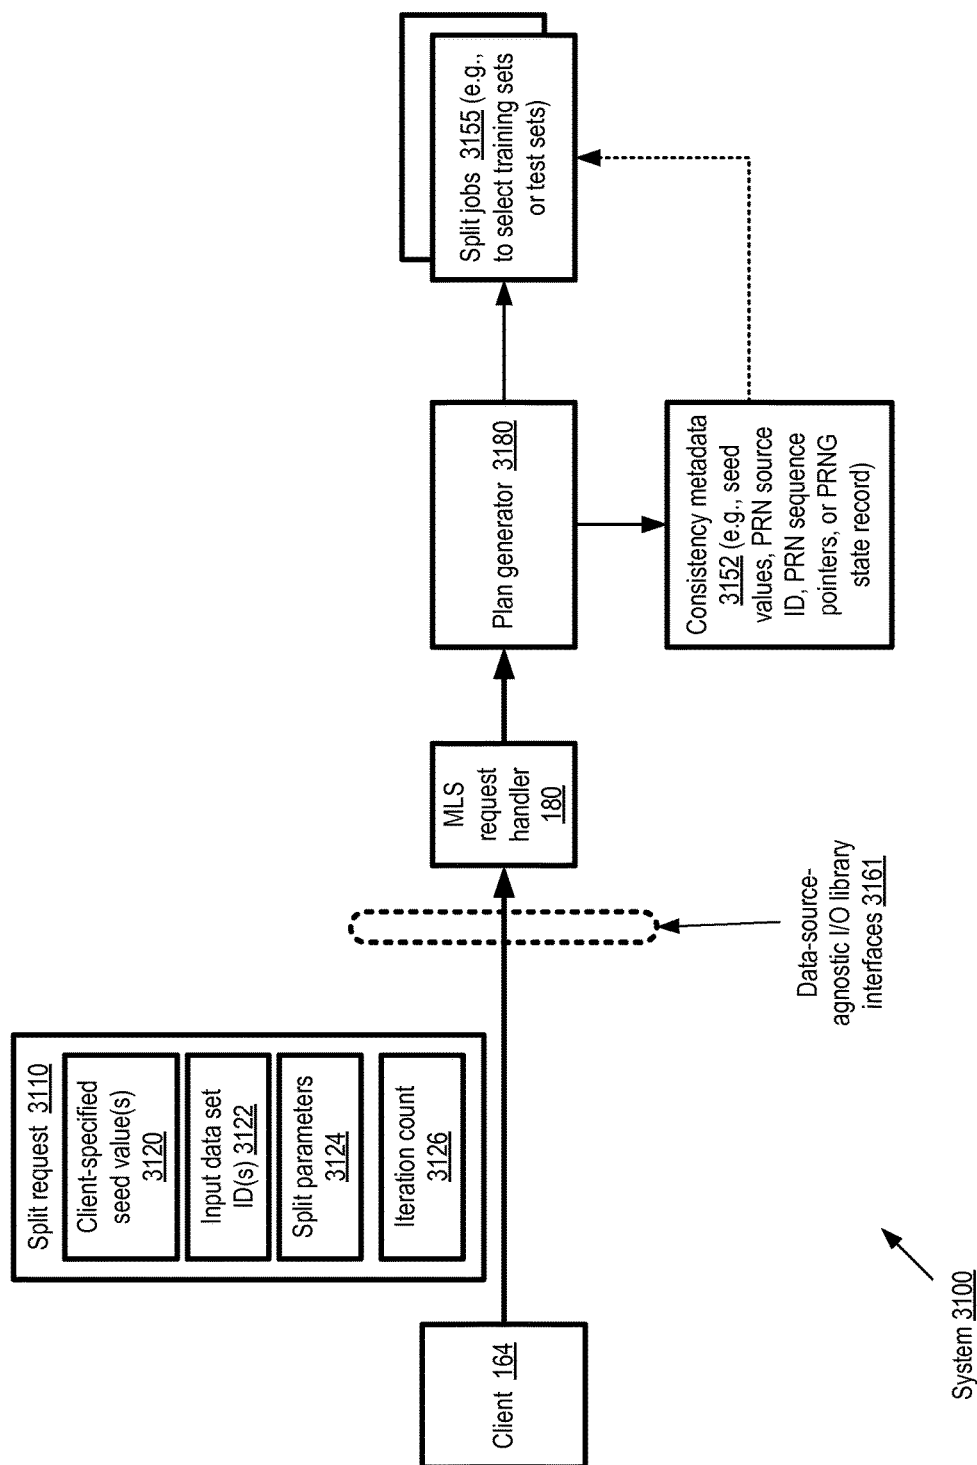 Split request 3110
Client-specified
seed value(s)
3120
Input data set
ID(s) 3122
Split parameters
3124
Iteration count
3126
Client 164
MLS
request
handler
180
Data-source-
agnostic I/O library
interfaces 3161
Plan generator 3180
Split jobs 3155 (e.g.,
to select training sets
or test sets)
Consistency metadata
3152 (e.g., seed
values, PRN source
ID, PRN sequence
pointers, or PRNG
state record)
System 3100